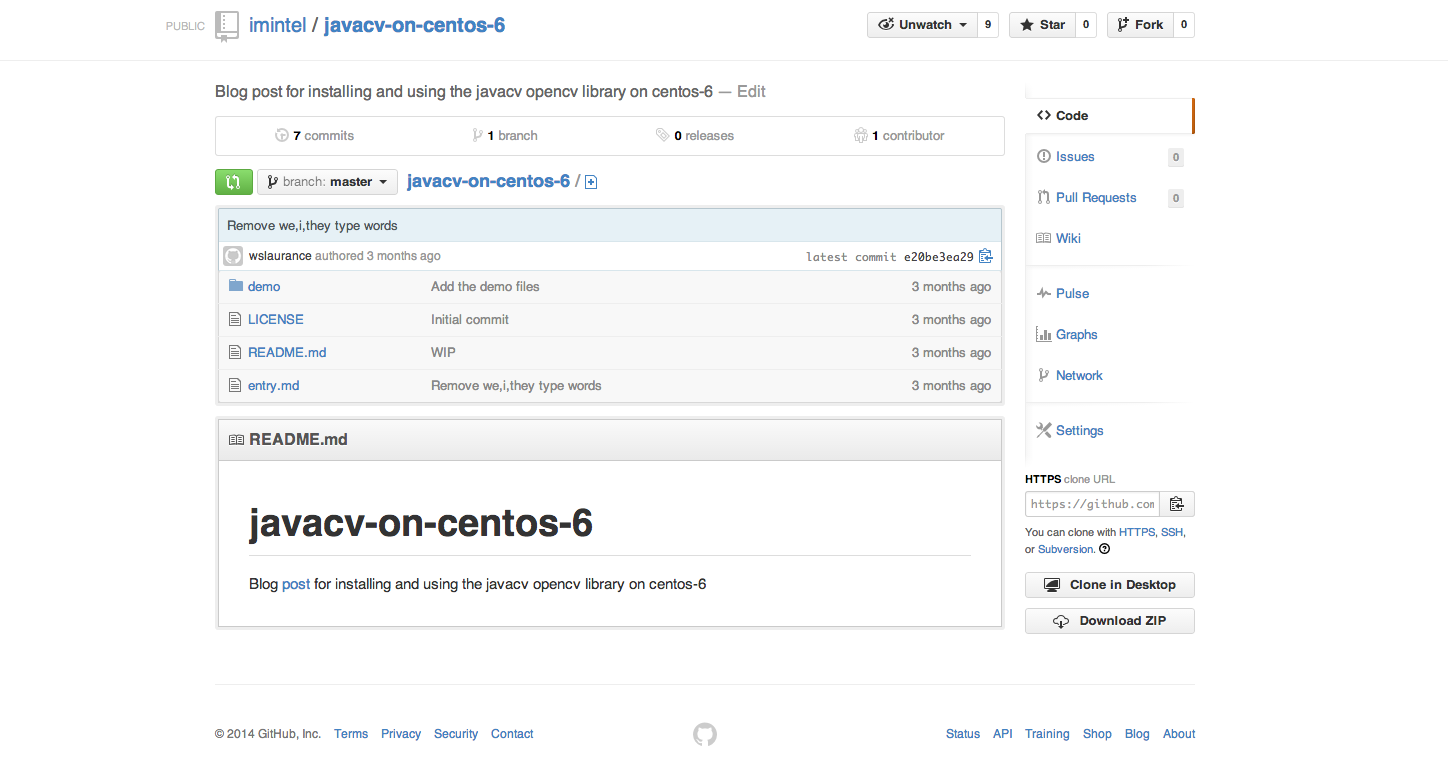 PUBLIC imintel / javacv-on-centos-6 Unwatch 9 Star 0 Fork 0
Blog post for installing and using the javacv opencv library on centos-6 — Edit
7 commits 1 branch 0 releases 1 contributor
branch: master javacv-on-centos-6 /
Remove we,i,they type words
wslaurance authored 3 months ago latest commit e20be3ea29
demo Add the demo files 3 months ago
LICENSE Initial commit 3 months ago
README.md WIP 3 months ago
entry.md Remove we,i,they type words 3 months ago
README.md
javacv-on-centos-6
Blog post for installing and using the javacv opencv library on centos-6
Code
Issues 0
Pull Requests 0
Wiki
Pulse
Graphs
Network
Settings
HTTPS clone URL
https://github.com
You can clone with HTTPS, SSH,
or Subversion.
Clone in Desktop
Download ZIP
© 2014 GitHub, Inc. Terms Privacy Security Contact Status API Training Shop Blog About